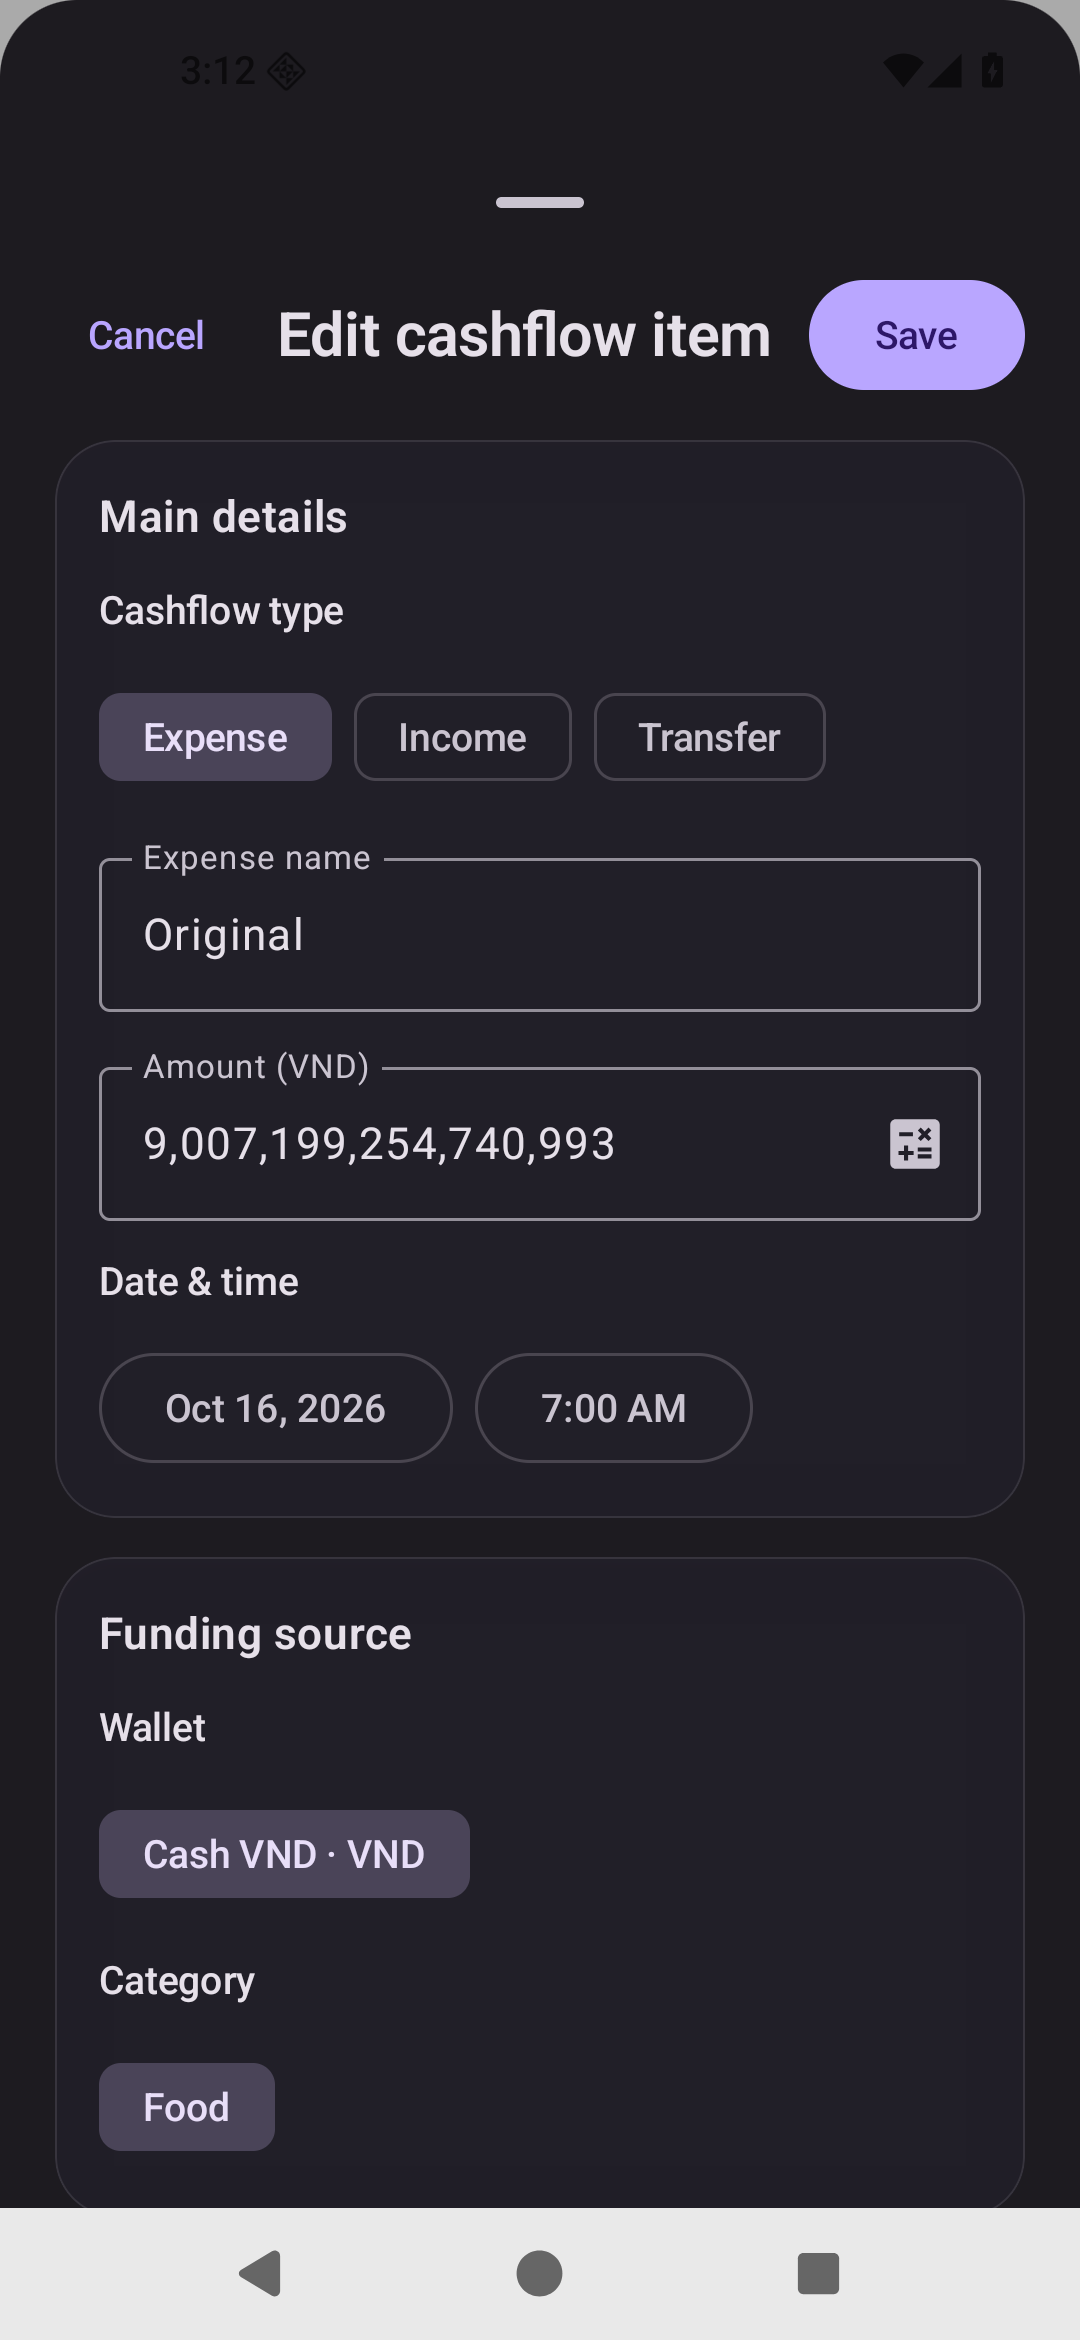 3:12
Cancel
Edit cashflow item
Save
Main details
Cashflow type
Expense
Income
Transfer
Expense name
Original
Amount (VND)
9,007,199,254,740,993
Date & time
Oct 16, 2026
7:00 AM
Funding source
Wallet
Cash VND · VND
Category
Food